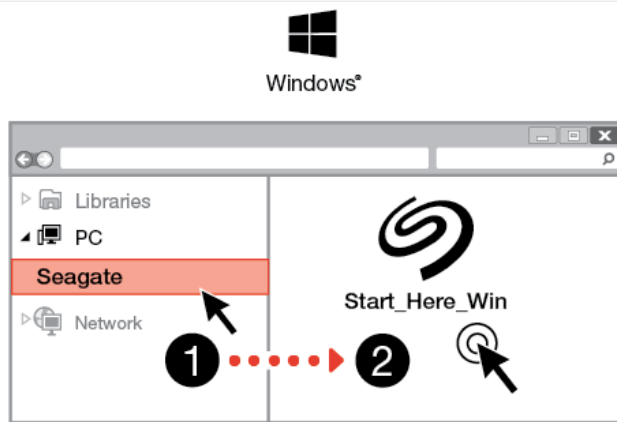 Windows®
Libraries
PC
Seagate
Network
Start_Here_Win
1
2